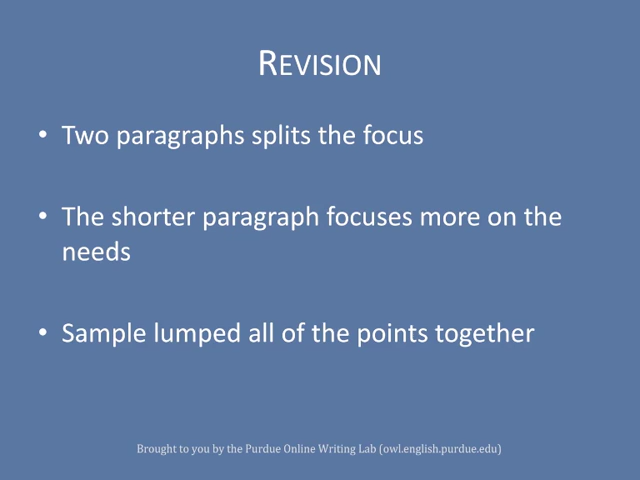 REVISION
• Two paragraphs splits the focus
• The shorter paragraph focuses more on the
needs
• Sample lumped all of the points together
Brought to you by the Purdue Online Writing Lab (owl.english.purdue.edu)